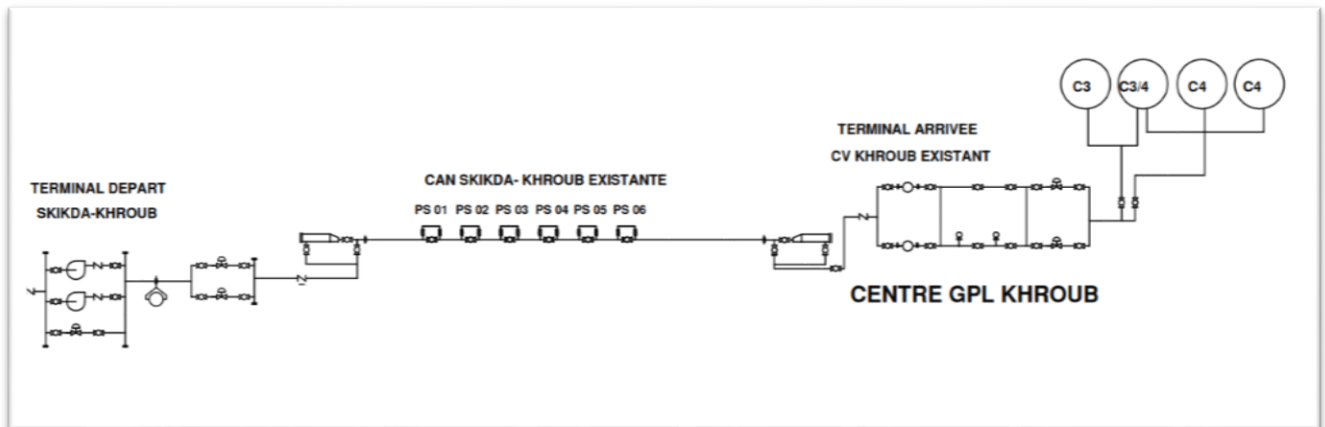 C3 C3/4 C4 C4
TERMINAL ARRIVEE
CV KHROUB EXISTANT
TERMINAL DEPART
SKIKDA-KHROUB
CAN SKIKDA- KHROUB EXISTANTE
PS 01 PS 02 PS 03 PS 04 PS 05 PS 06
CENTRE GPL KHROUB